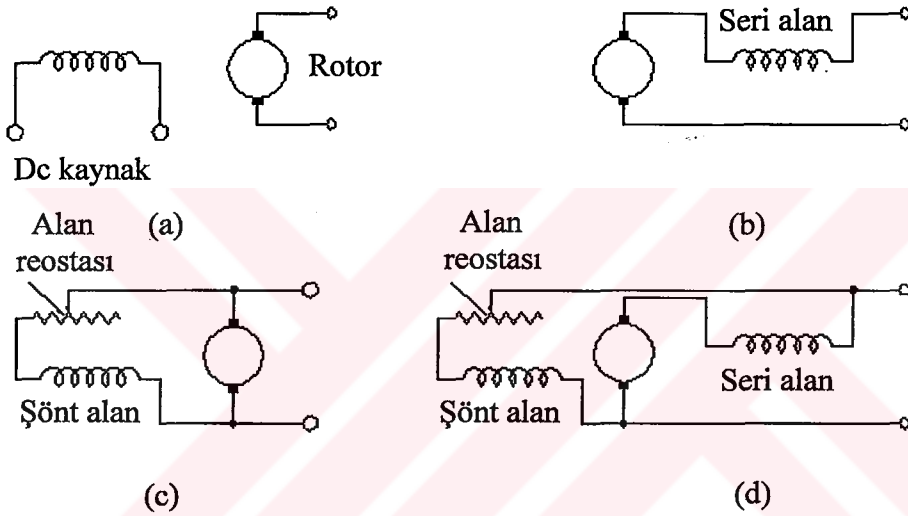 Seri alan
Rotor
Dc kaynak
(a)
(b)
Alan
reostası
Şönt alan
(c)
Alan
reostası
Şönt alan
Seri alan
(d)